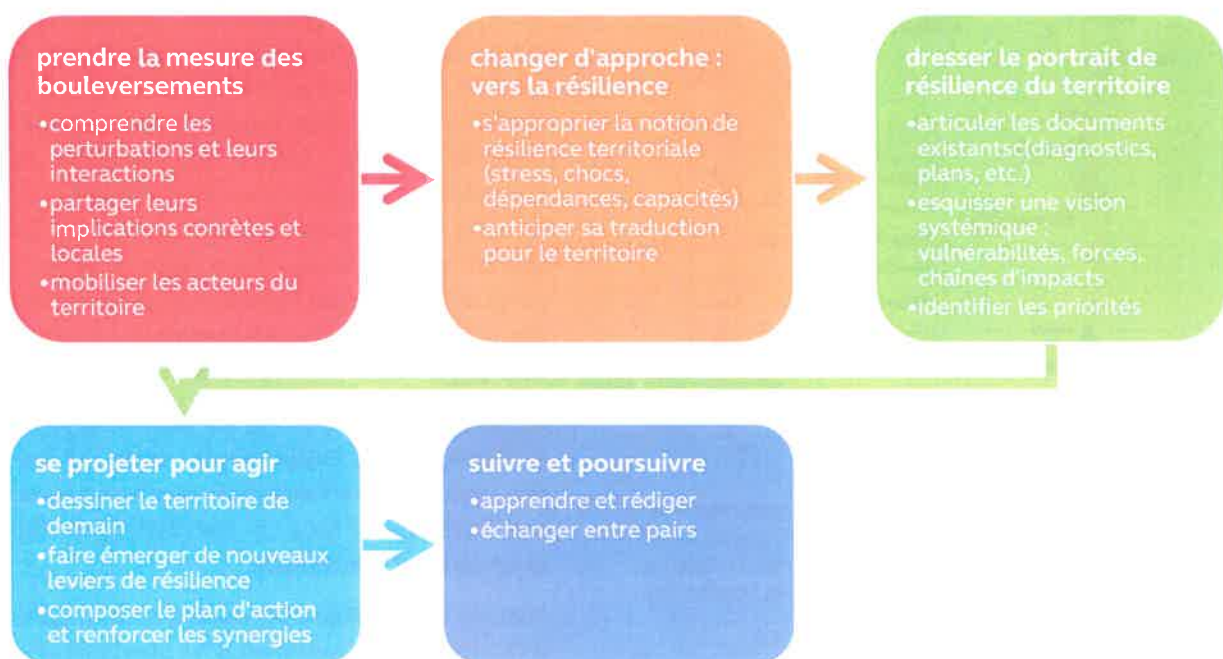 prendre la mesure des
bouleversements
•comprendre les
perturbations et leurs
interactions
•partager leurs
implications conrètes et
locales
•mobiliser les acteurs du
territoire
changer d'approche :
vers la résilience
•s'approprier la notion de
résilience territoriale
(stress, chocs,
dépendances, capacités)
•anticiper sa traduction
pour le territoire
dresser le portrait de
résilience du territoire
•articuler les documents
existantsc(diagnostics,
plans, etc.)
•esquisser une vision
systémique :
vulnérabilités, forces,
chaînes d'impacts
•identifier les priorités
se projeter pour agir
•dessiner le territoire de
demain
•faire émerger de nouveaux
leviers de résilience
•composer le plan d'action
et renforcer les synergies
suivre et poursuivre
•apprendre et rédiger
•échanger entre pairs